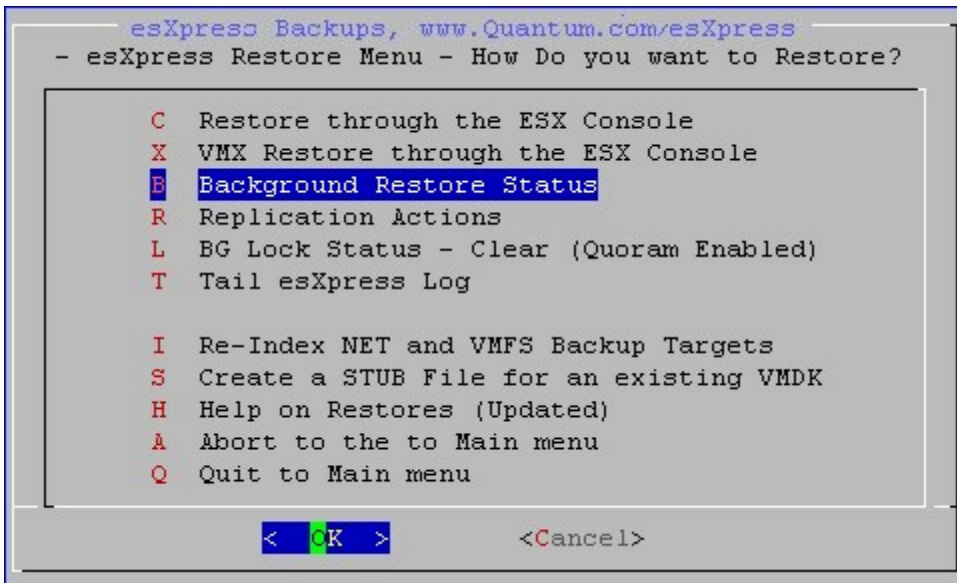 esXpress Backups, www.Quantum.com/esXpress
- esXpress Restore Menu - How Do you want to Restore?
C Restore through the ESX Console
X VMX Restore through the ESX Console
B Background Restore Status
R Replication Actions
L BG Lock Status - Clear (Quoram Enabled)
T Tail esXpress Log
I Re-Index NET and VMFS Backup Targets
S Create a STUB File for an existing VMDK
H Help on Restores (Updated)
A Abort to the to Main menu
Q Quit to Main menu
< OK > <Cancel>